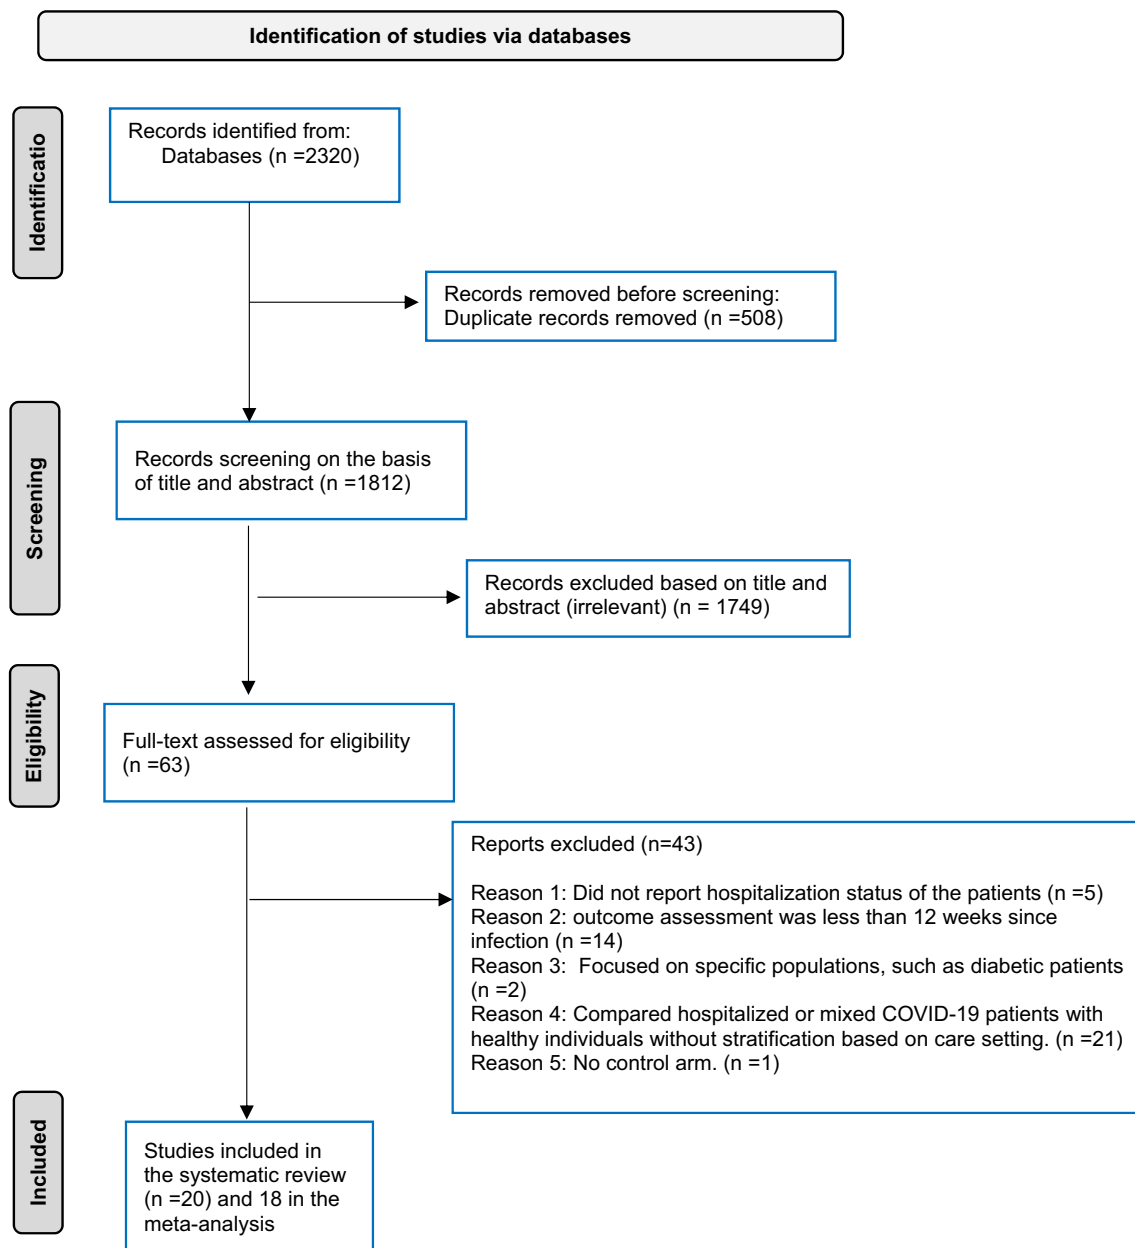 Identification of studies via databases
Identificatio
Records identified from:
Databases (n =2320)
Records removed before screening:
Duplicate records removed (n =508)
Screening
Records screening on the basis
of title and abstract (n =1812)
Records excluded based on title and
abstract (irrelevant) (n = 1749)
Eligibility
Full-text assessed for eligibility
(n =63)
Reports excluded (n=43)
Reason 1: Did not report hospitalization status of the patients (n =5)
Reason 2: outcome assessment was less than 12 weeks since
infection (n =14)
Reason 3:  Focused on specific populations, such as diabetic patients
(n =2)
Reason 4: Compared hospitalized or mixed COVID-19 patients with
healthy individuals without stratification based on care setting. (n =21)
Reason 5: No control arm. (n =1)
Included
Studies included in
the systematic review
(n =20) and 18 in the
meta-analysis